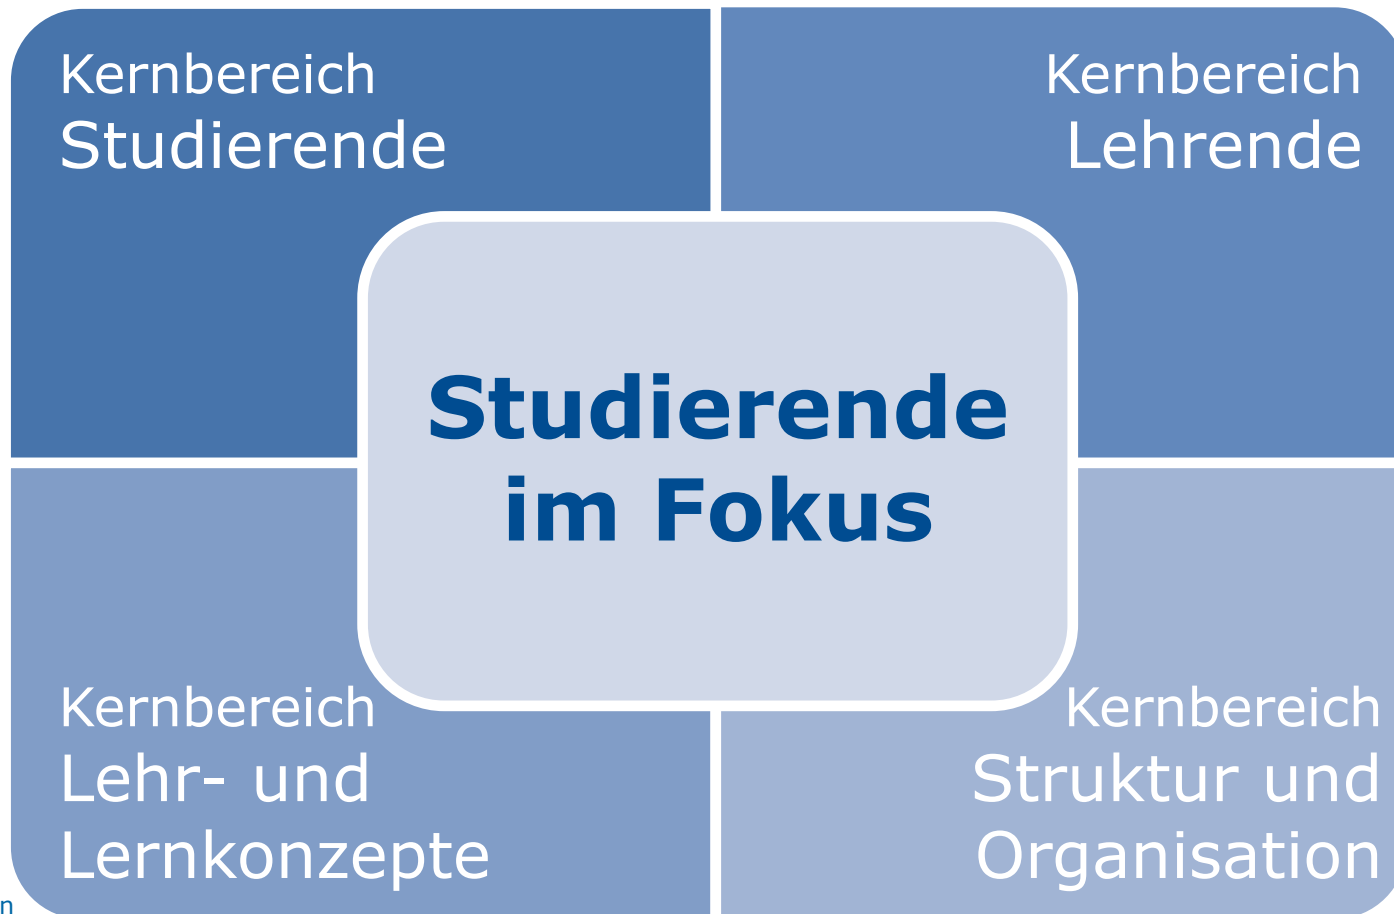 Kernbereich
Studierende
Kernbereich
Lehrende
Studierende
im Fokus
Kernbereich
Lehr- und
Lernkonzepte
Kernbereich
Struktur und
Organisation
n